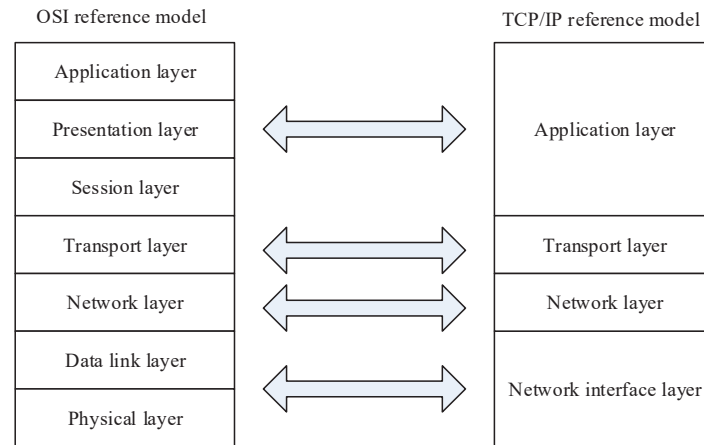 OSI reference model
Application layer
Presentation layer
Session layer
Transport layer
Network layer
Data link layer
Physical layer
TCP/IP reference model
Application layer
Transport layer
Network layer
Network interface layer